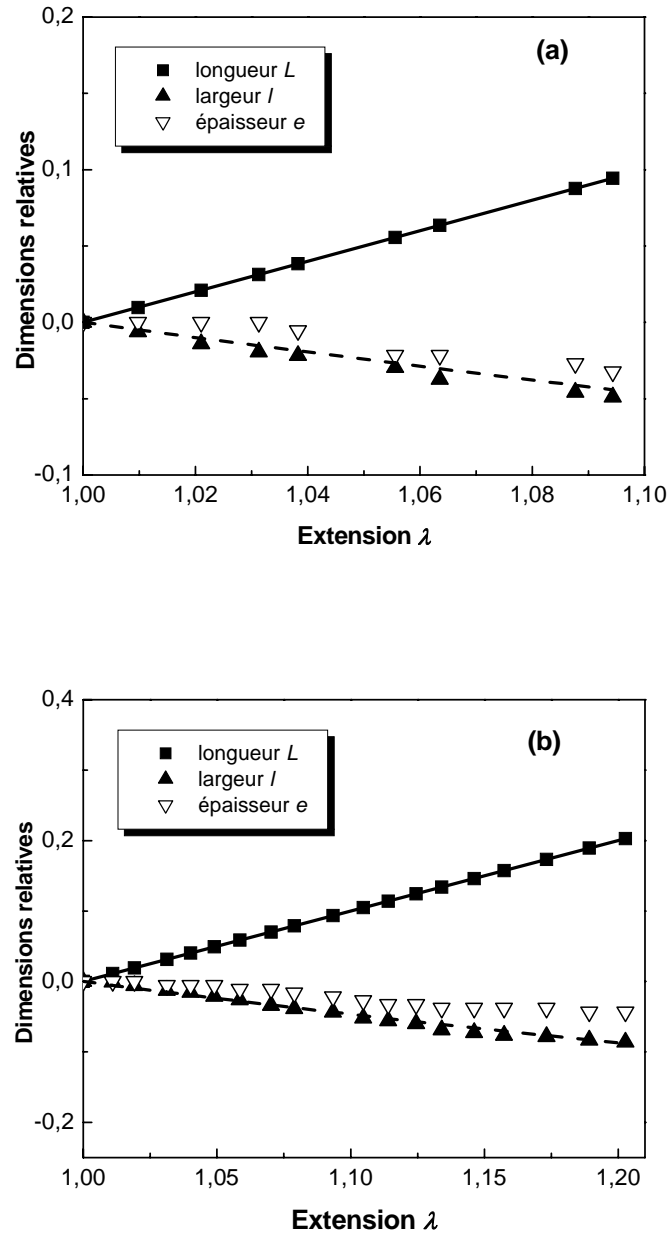 0,2
(a)
longueur L
largeur l
épaisseur e
0,1
Dimensions relatives
0,0
-0,1
1,00 1,02 1,04 1,06 1,08 1,10
Extension λ
0,4
(b)
longueur L
largeur l
épaisseur e
0,2
Dimensions relatives
0,0
-0,2
1,00 1,05 1,10 1,15 1,20
Extension λ